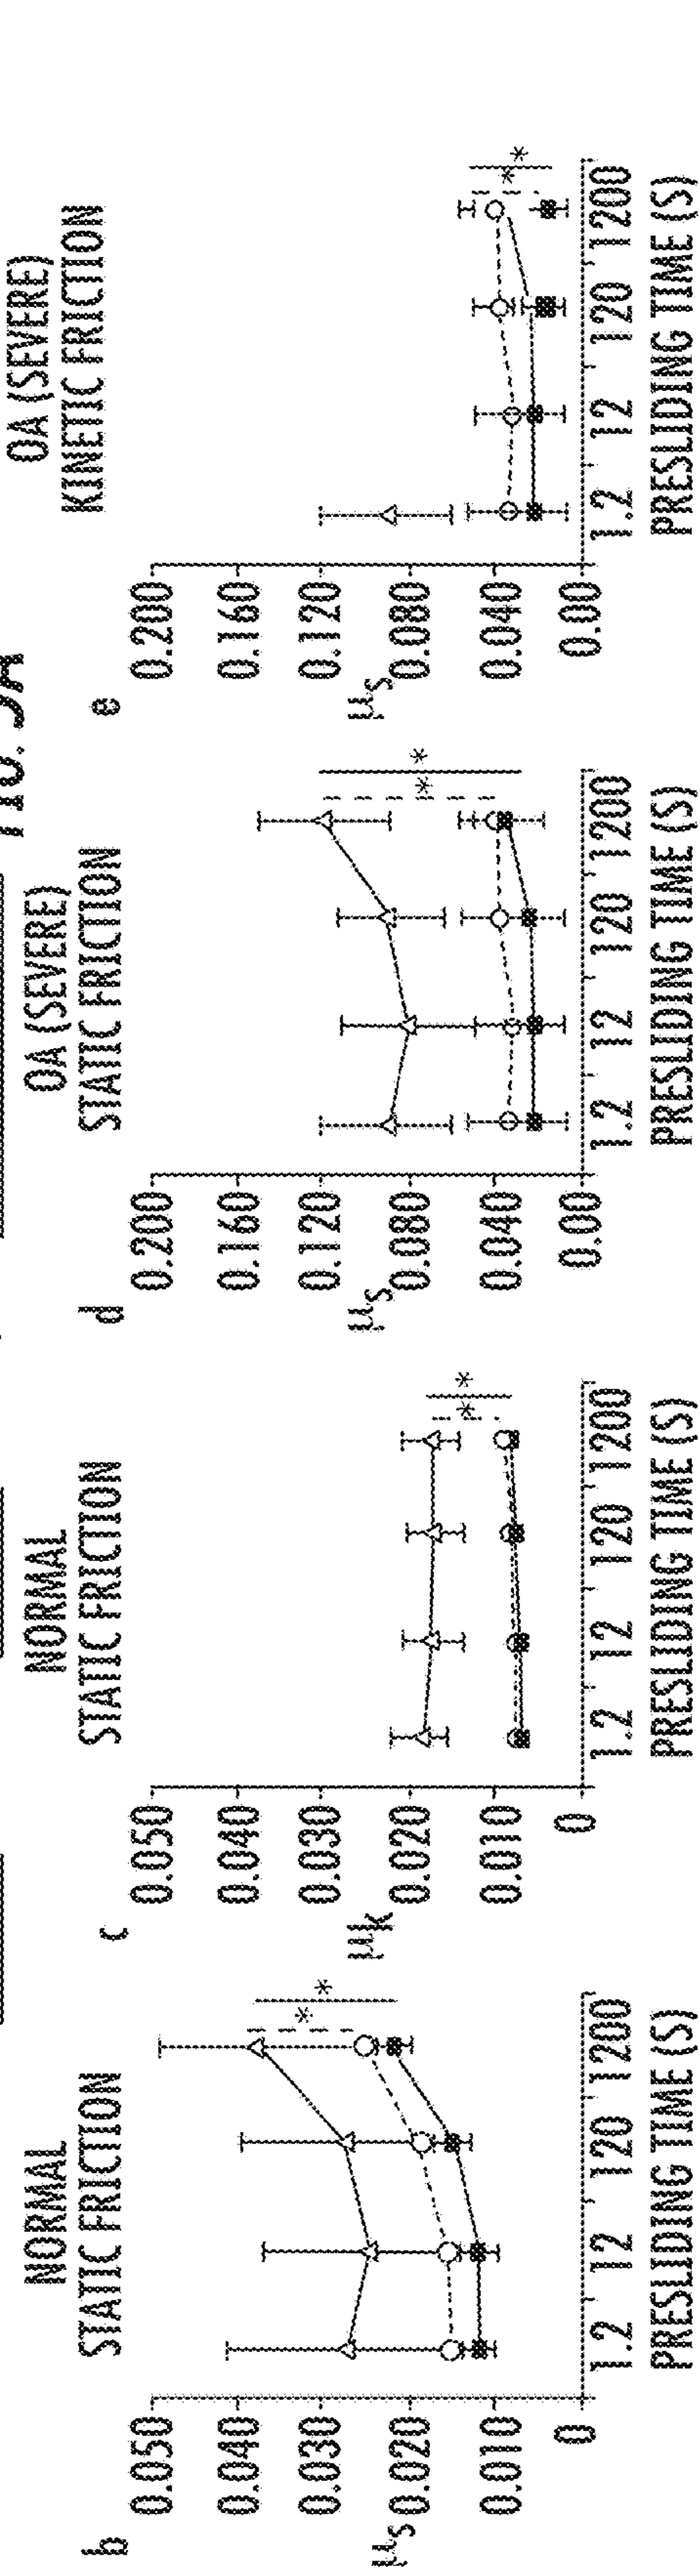 FIG. 3A
b
NORMAL
STATIC FRICTION
0.050
0.040
0.030
μs 0.020
0.010
0
* *
1.2 12 120 1200
PRESLIDING TIME (S)
c
NORMAL
STATIC FRICTION
0.050
0.040
0.030
μk 0.020
0.010
0
* *
1.2 12 120 1200
PRESLIDING TIME (S)
d
OA (SEVERE)
STATIC FRICTION
0.200
0.160
0.120
μs 0.080
0.040
0.00
* *
1.2 12 120 1200
PRESLIDING TIME (S)
e
OA (SEVERE)
KINETIC FRICTION
0.200
0.160
0.120
μs 0.080
0.040
0.00
* *
1.2 12 120 1200
PRESLIDING TIME (S)